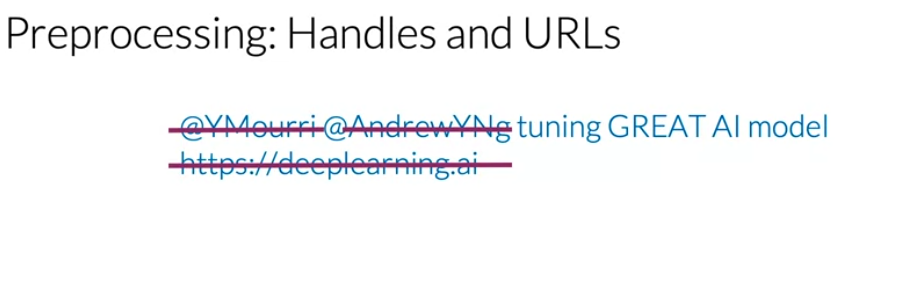 Preprocessing: Handles and URLs
@YMourri @AndrewYNg tuning GREAT AI model
https://deeplearning.ai